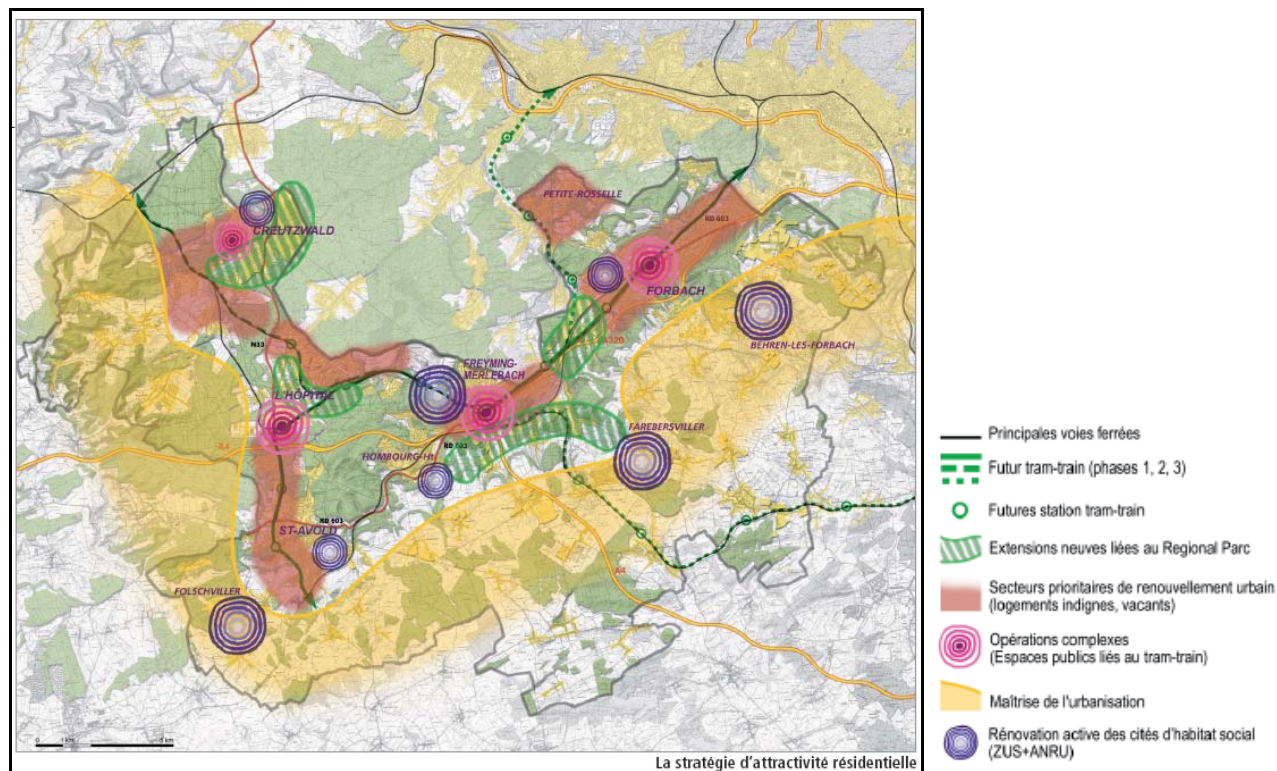 PETITE-ROSSELLE
RD 603
CREUTZWALD
FORBACH
A320
BEHREN-LES-FORBACH
N33
FREYMING-
MERLEBACH
L'HÔPITAL
A4
FAREBERSVILLER
HOMBOURG-Ht
RD 603
RD 603
ST-AVOLD
A4
FOLSCHVILLER
0 1 km 5 km
La stratégie d'attractivité résidentielle
Principales voies ferrées
Futur tram-train (phases 1, 2, 3)
Futures station tram-train
Extensions neuves liées au Regional Parc
Secteurs prioritaires de renouvellement urbain
(logements indignes, vacants)
Opérations complexes
(Espaces publics liés au tram-train)
Maîtrise de l'urbanisation
Rénovation active des cités d'habitat social
(ZUS+ANRU)